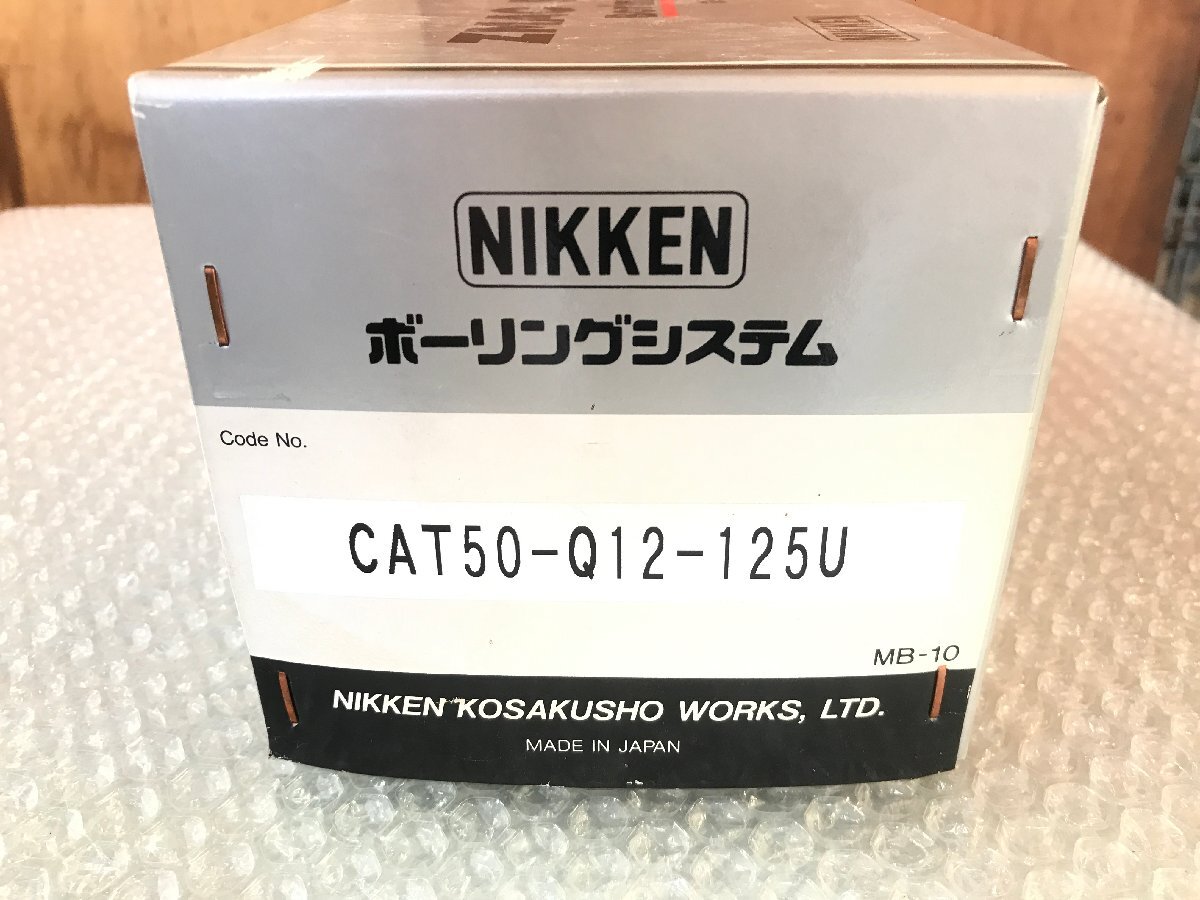 NIKKEN
ボーリングシステム
Code No.
CAT50-Q12-125U
MB-10
NIKKEN KOSAKUSHO WORKS, LTD.
MADE IN JAPAN